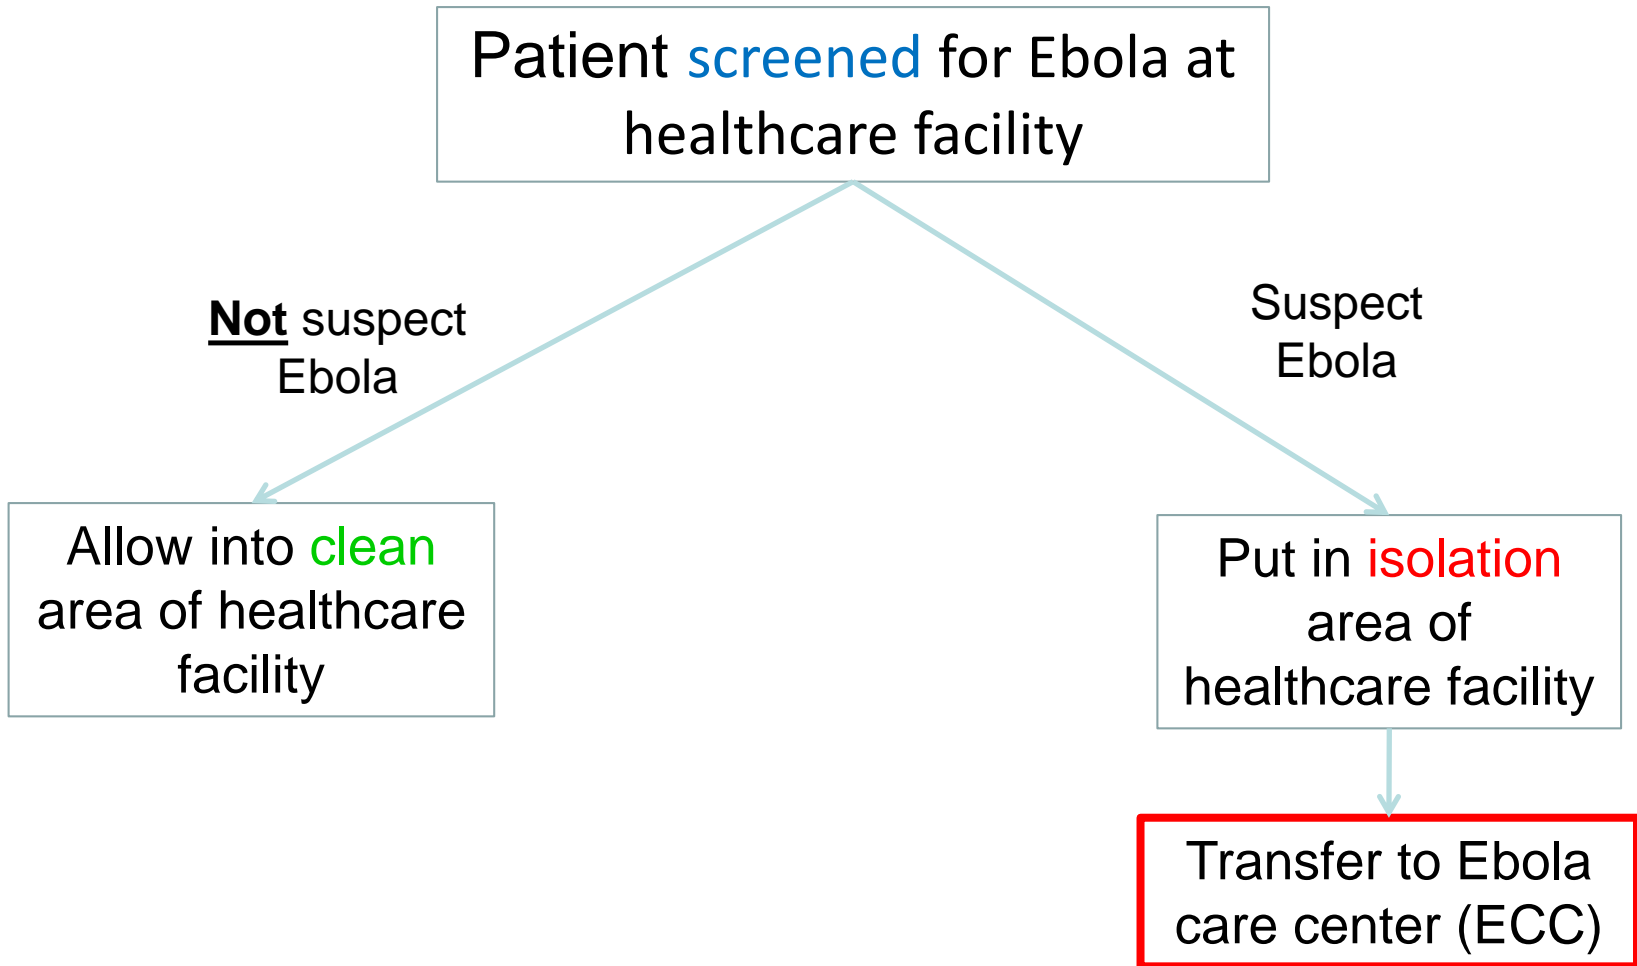 Patient screened for Ebola at
healthcare facility
Not suspect
Ebola
Suspect
Ebola
Allow into clean
area of healthcare
facility
Put in isolation
area of
healthcare facility
Transfer to Ebola
care center (ECC)